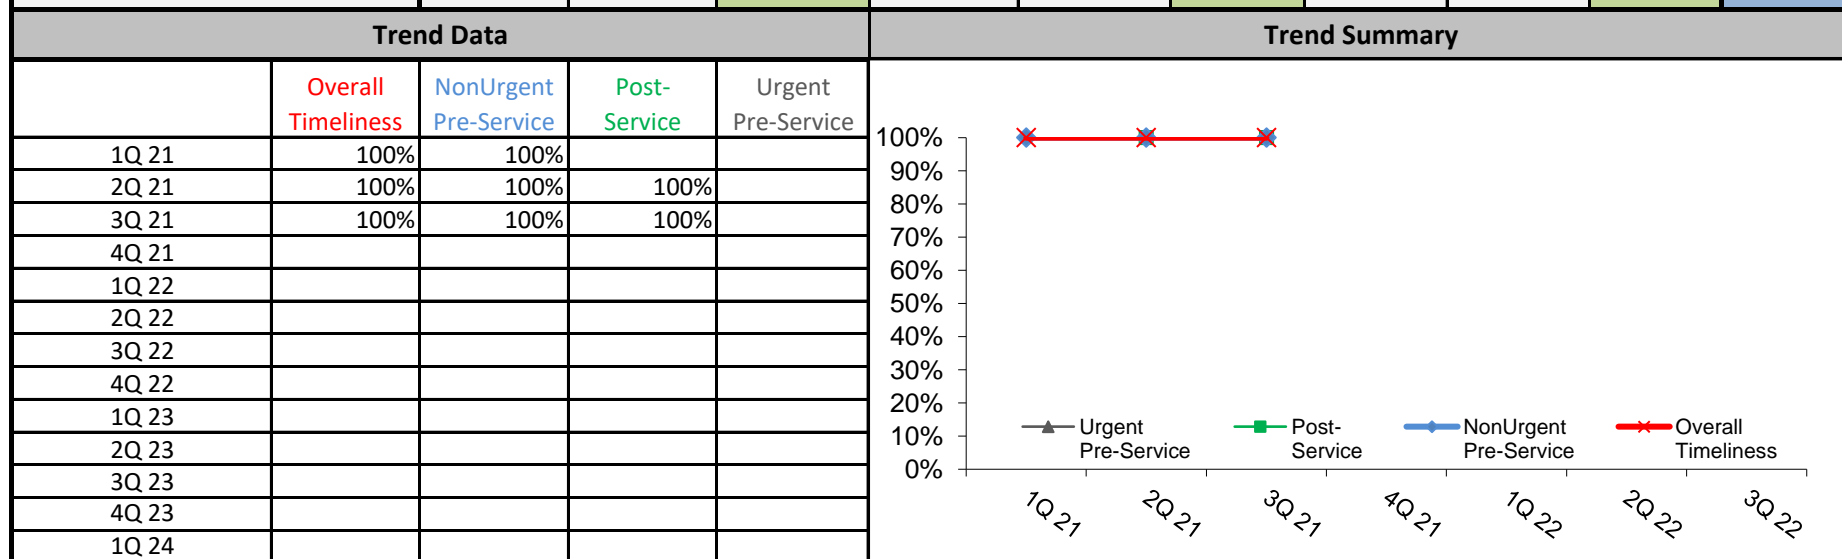 Trend Data
Trend Summary
Overall Timeliness
NonUrgent Pre-Service
Post-Service
Urgent Pre-Service
1Q 21 100% 100%
2Q 21 100% 100% 100%
3Q 21 100% 100% 100%
4Q 21
1Q 22
2Q 22
3Q 22
4Q 22
1Q 23
2Q 23
3Q 23
4Q 23
1Q 24
100%
90%
80%
70%
60%
50%
40%
30%
20%
10%
0%
Urgent Pre-Service
Post-Service
NonUrgent Pre-Service
Overall Timeliness
1Q 21
2Q 21
3Q 21
4Q 21
1Q 22
2Q 22
3Q 22